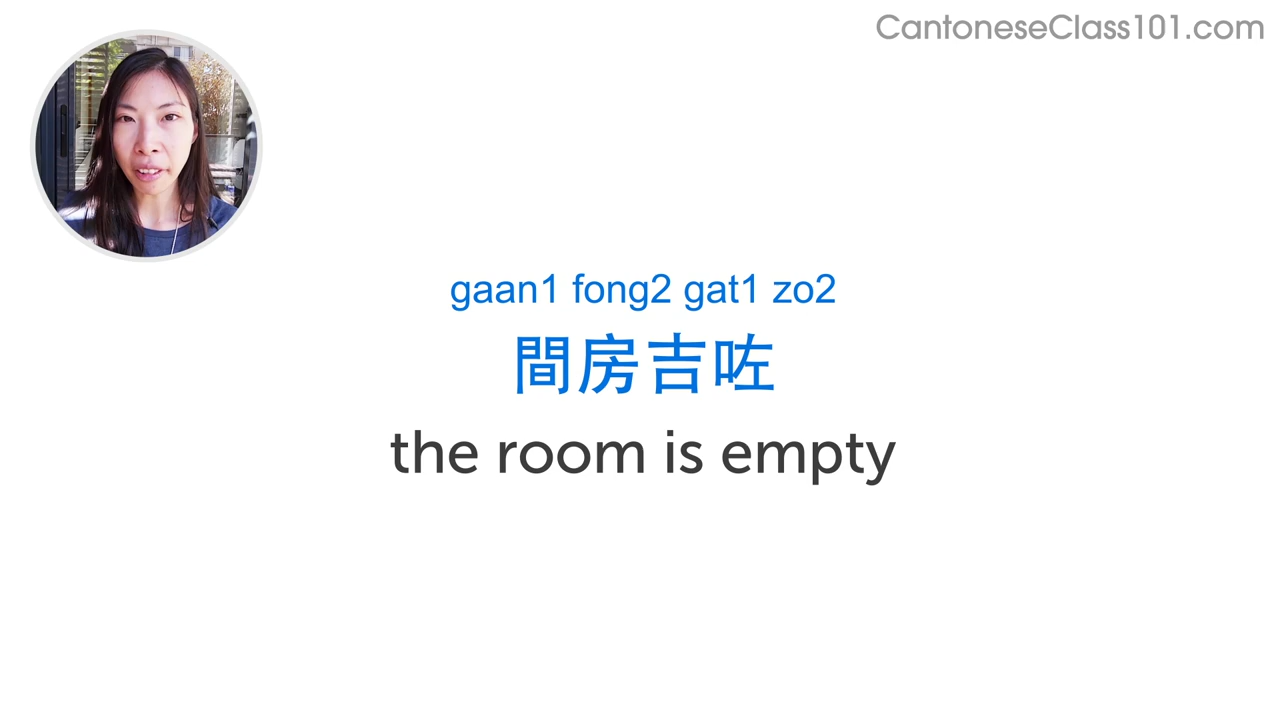 CantoneseClass101.com
gaan1 fong2 gat1 zo2
間房吉咗
the room is empty